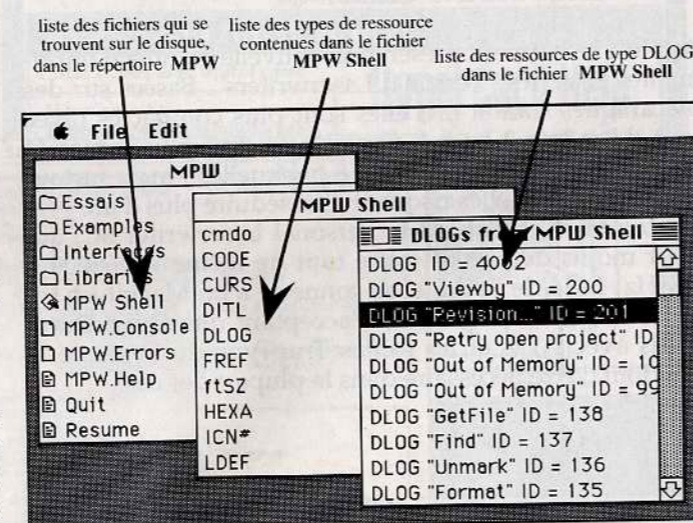 liste des fichiers qui se
trouvent sur le disque,
dans le répertoire MPW
liste des types de ressource
contenues dans le fichier
MPW Shell
liste des ressources de type DLOG
dans le fichier MPW Shell
File Edit
MPW
Essais
Examples
Interfaces
Libraries
MPW Shell
MPW.Console
MPW.Errors
MPW.Help
Quit
Resume
MPW Shell
cmdo
CODE
CURS
DITL
DLOG
FREF
ftSZ
HEXA
ICN#
LDEF
DLOGs from MPW Shell
DLOG ID = 4002
DLOG "Viewby" ID = 200
DLOG "Revision..." ID = 201
DLOG "Retry open project" ID
DLOG "Out of Memory" ID = 10
DLOG "Out of Memory" ID = 99
DLOG "GetFile" ID = 138
DLOG "Find" ID = 137
DLOG "Unmark" ID = 136
DLOG "Format" ID = 135